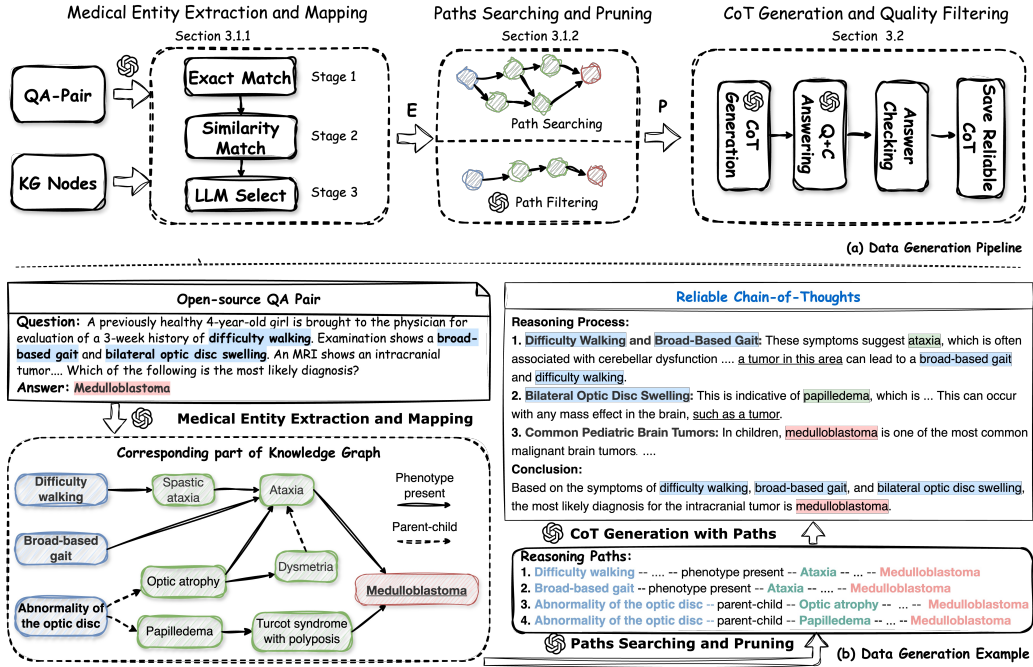 Medical Entity Extraction and Mapping
Section 3.1.1
QA-Pair
KG Nodes
Exact Match
Stage 1
Similarity
Match
Stage 2
LLM Select
Stage 3
E
Paths Searching and Pruning
Section 3.1.2
Path Searching
Path Filtering
P
CoT Generation and Quality Filtering
Section 3.2
CoT
Generation
Q+C
Answering
Answer
Checking
Save Reliable
CoT
(a) Data Generation Pipeline
Open-source QA Pair
Question: A previously healthy 4-year-old girl is brought to the physician for
evaluation of a 3-week history of difficulty walking. Examination shows a broad-
based gait and bilateral optic disc swelling. An MRI shows an intracranial
tumor.... Which of the following is the most likely diagnosis?
Answer: Medulloblastoma
Medical Entity Extraction and Mapping
Corresponding part of Knowledge Graph
Difficulty
walking
Spastic
ataxia
Ataxia
Phenotype
present
Parent-child
Broad-based
gait
Optic atrophy
Dysmetria
Medulloblastoma
Abnormality of
the optic disc
Papilledema
Turcot syndrome
with polyposis
Reliable Chain-of-Thoughts
Reasoning Process:
1. Difficulty Walking and Broad-Based Gait: These symptoms suggest ataxia, which is often
associated with cerebellar dysfunction .... a tumor in this area can lead to a broad-based gait
and difficulty walking.
2. Bilateral Optic Disc Swelling: This is indicative of papilledema, which is ... This can occur
with any mass effect in the brain, such as a tumor.
3. Common Pediatric Brain Tumors: In children, medulloblastoma is one of the most common
malignant brain tumors. ....
Conclusion:
Based on the symptoms of difficulty walking, broad-based gait, and bilateral optic disc swelling,
the most likely diagnosis for the intracranial tumor is medulloblastoma.
CoT Generation with Paths
Reasoning Paths:
1. Difficulty walking -- .... -- phenotype present -- Ataxia -- ... -- Medulloblastoma
2. Broad-based gait -- phenotype present -- Ataxia -- ... -- Medulloblastoma
3. Abnormality of the optic disc -- parent-child -- Optic atrophy -- ... -- Medulloblastoma
4. Abnormality of the optic disc -- parent-child -- Papilledema -- ... -- Medulloblastoma
Paths Searching and Pruning
(b) Data Generation Example